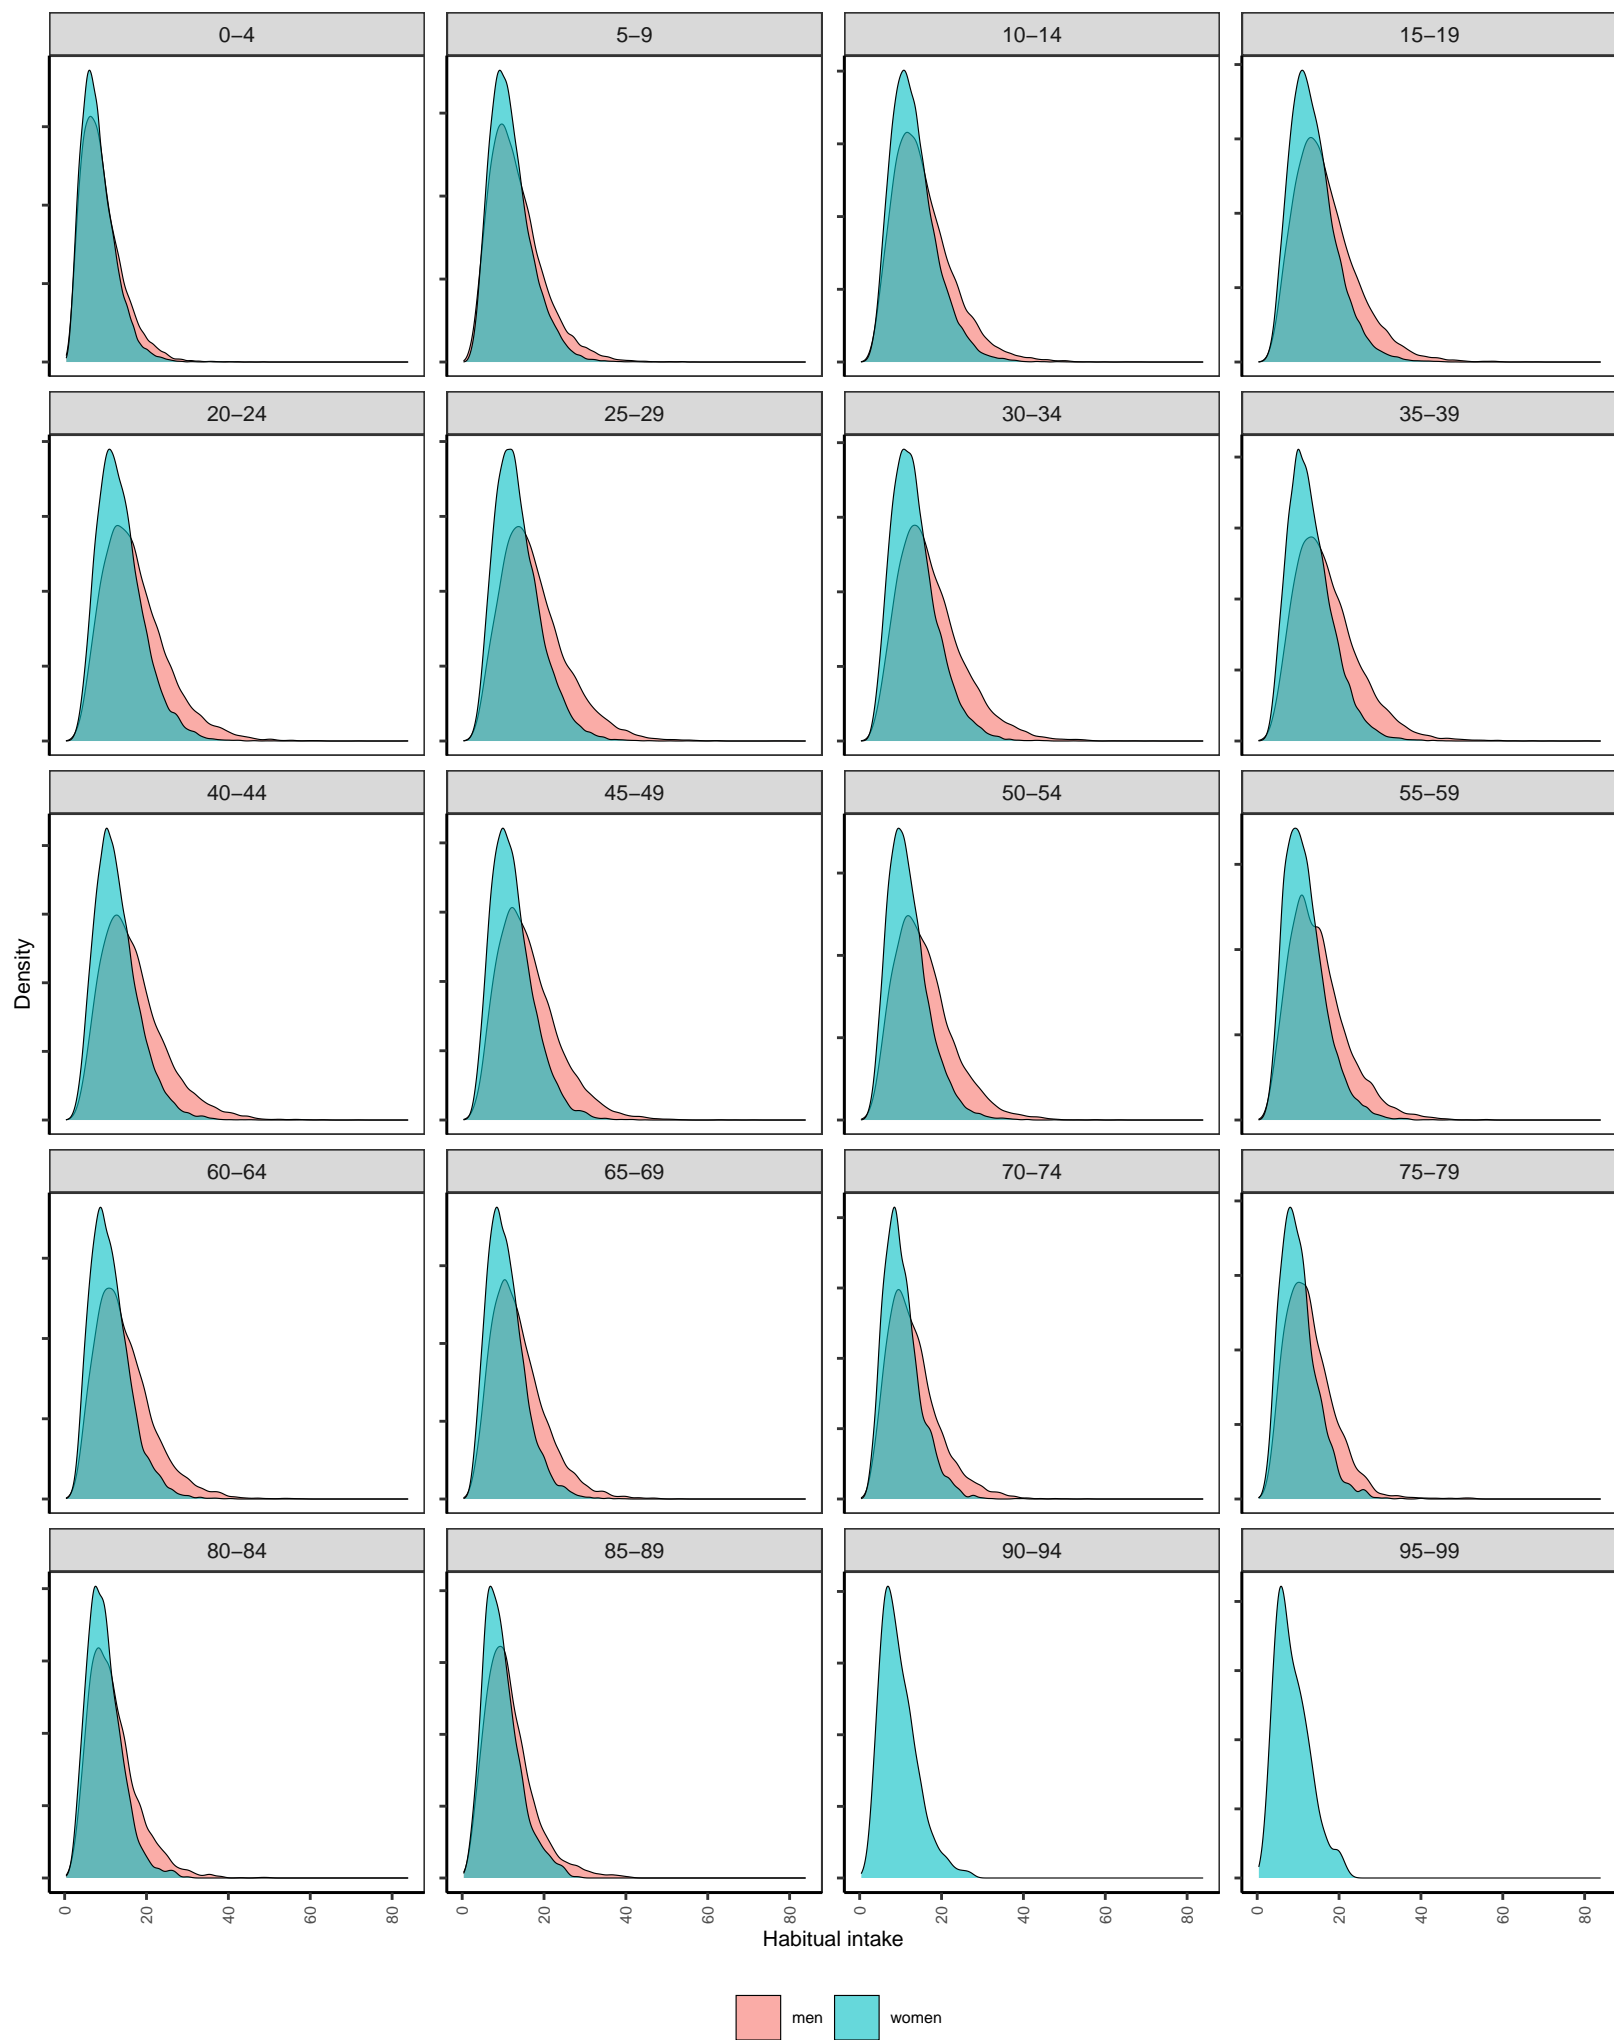 0–4 5–9 10–14 15–19
20–24 25–29 30–34 35–39
40–44 45–49 50–54 55–59
Density
60–64 65–69 70–74 75–79
80–84 85–89 90–94 95–99
0 20 40 60 80 0 20 40 60 80 0 20 40 60 80 0 20 40 60 80
Habitual intake
men women